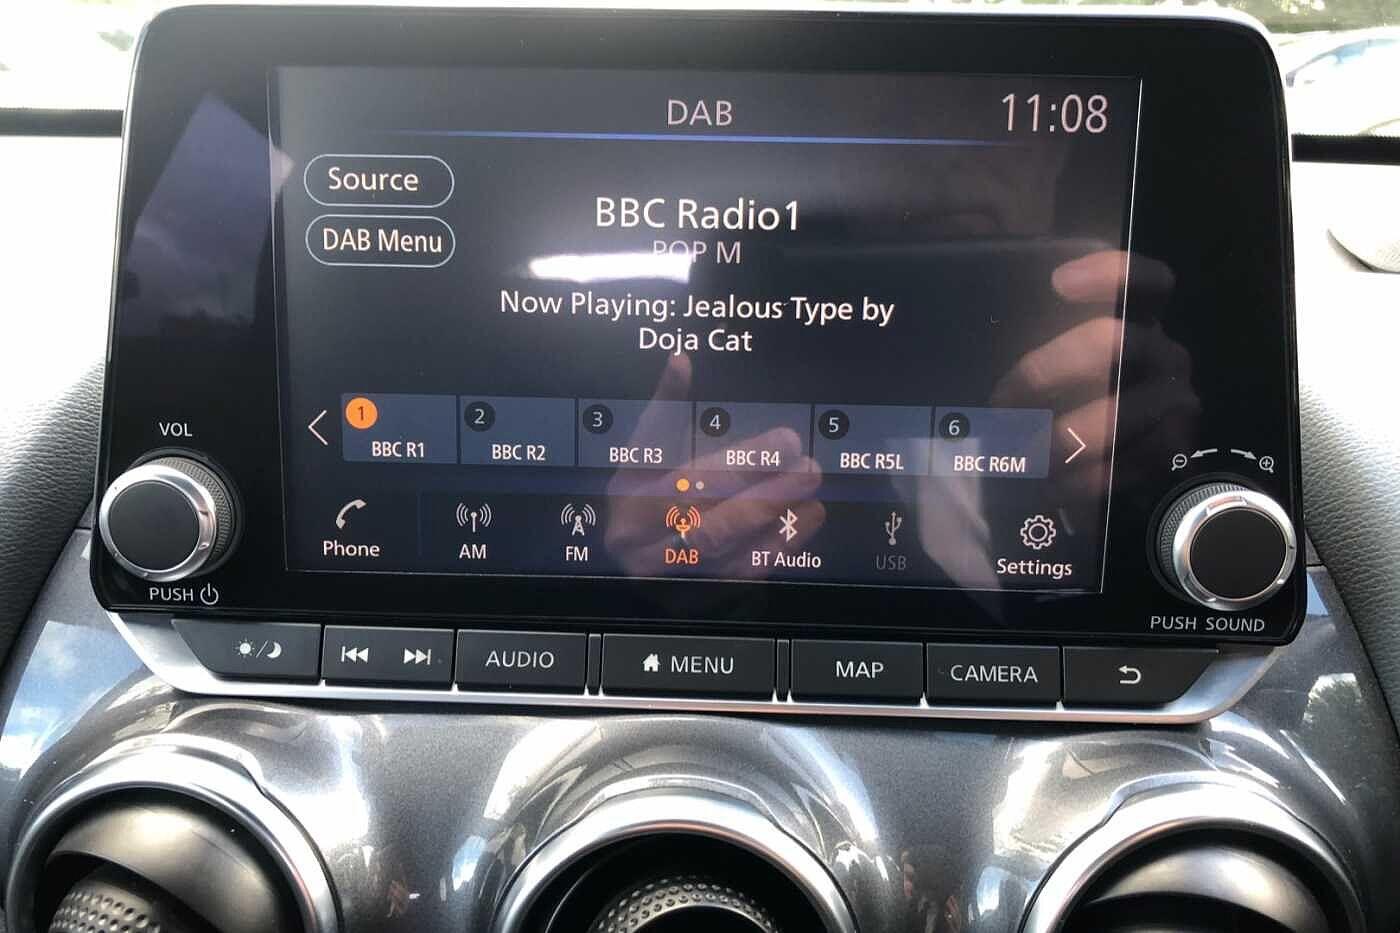 DAB
11:08
Source
DAB Menu
BBC Radio1
POP M
Now Playing: Jealous Type by
Doja Cat
1
BBC R1
2
BBC R2
3
BBC R3
4
BBC R4
5
BBC R5L
6
BBC R6M
Phone
AM
FM
DAB
BT Audio
USB
Settings
VOL
PUSH
PUSH SOUND
AUDIO
MENU
MAP
CAMERA